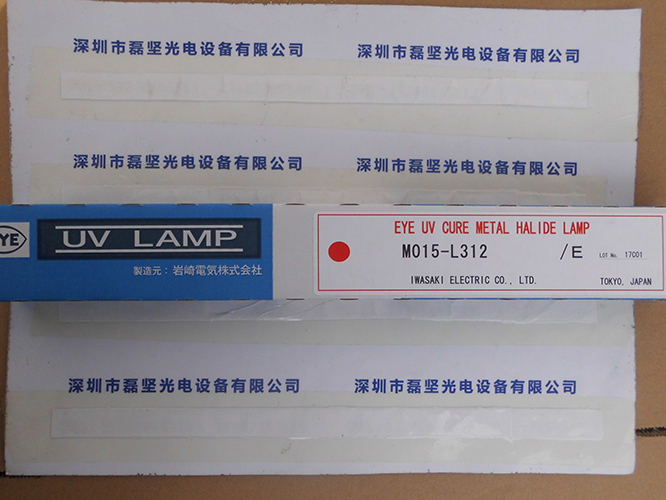 深圳市磊坚光电设备有限公司 深圳市磊坚光电设备有限公司
深圳市磊坚光电设备有限公司 深圳市磊坚光电设备有限公司
EYE UV LAMP
製造元：岩崎電気株式会社
EYE UV CURE METAL HALIDE LAMP
M015-L312 /E LOT No. 17C01
IWASAKI ELECTRIC CO., LTD. TOKYO, JAPAN
深圳市磊坚光电设备有限公司 深圳市磊坚光电设备有限公司